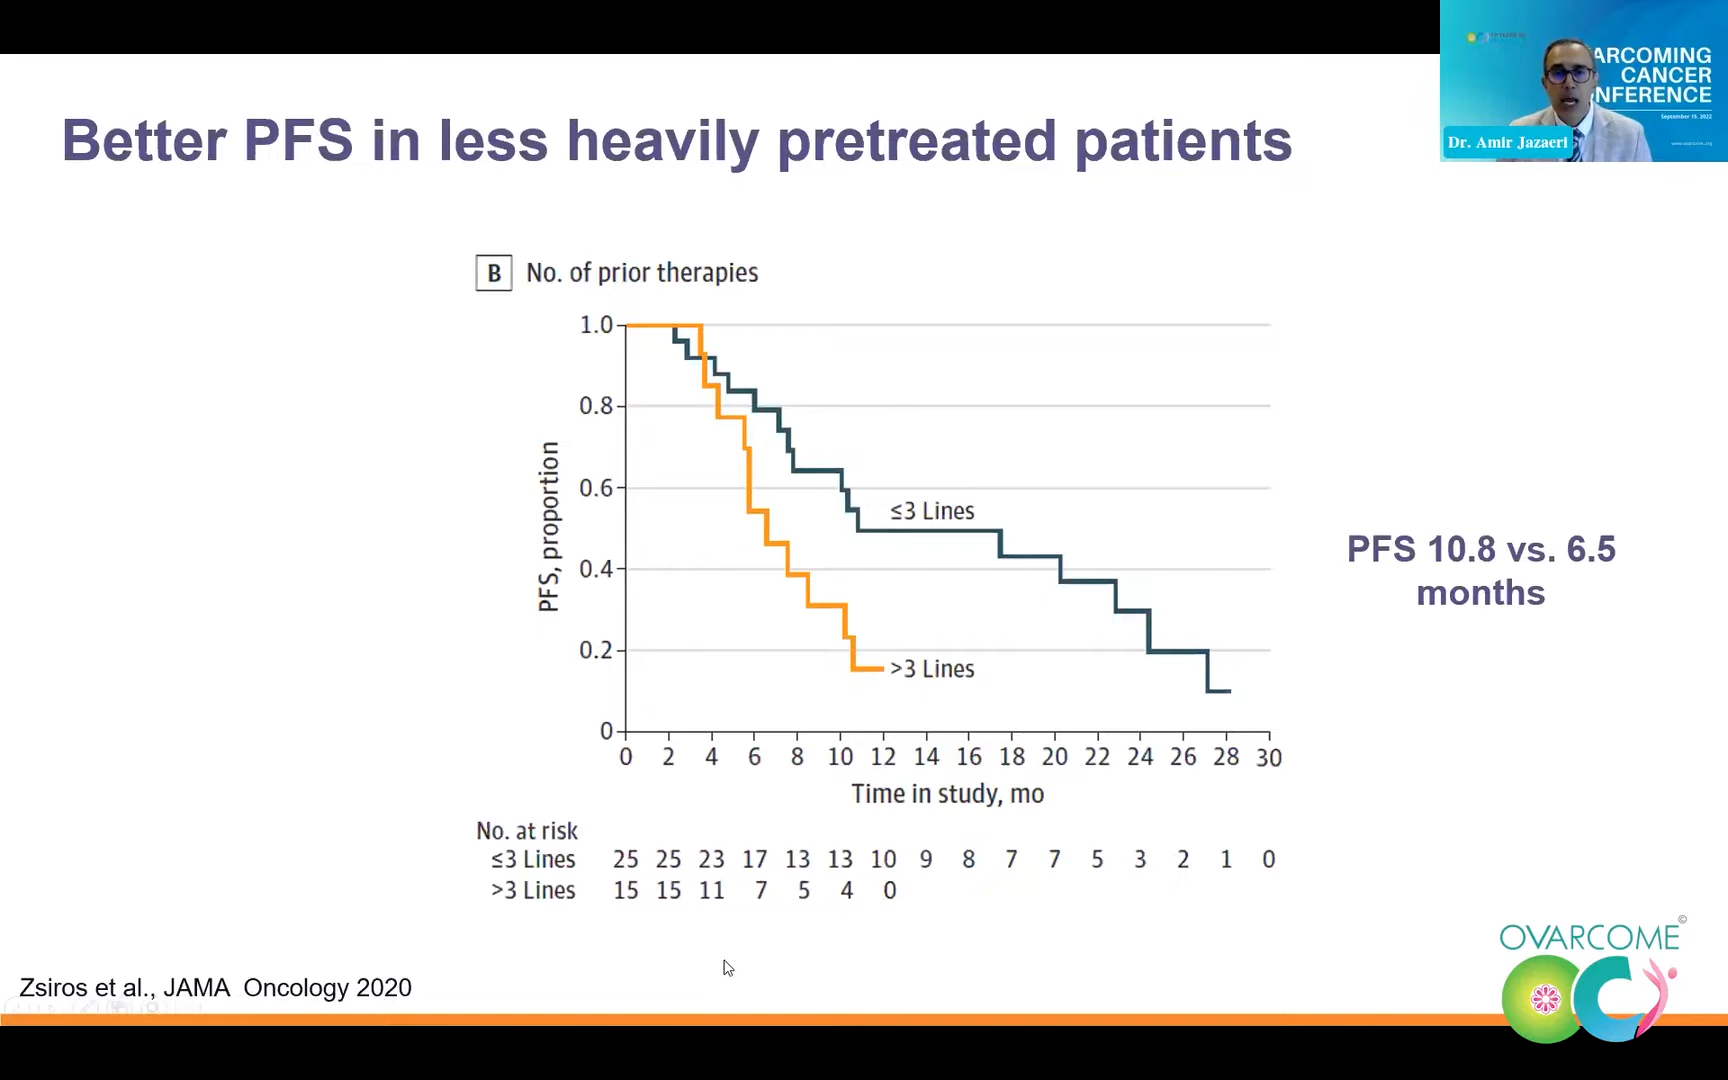 ARCOMING
CANCER
NFERENCE
September 15, 2022
Dr. Amir Jazaeri
Better PFS in less heavily pretreated patients
B No. of prior therapies
1.0
0.8
0.6
0.4
0.2
0
PFS, proportion
≤3 Lines
>3 Lines
0 2 4 6 8 10 12 14 16 18 20 22 24 26 28 30
Time in study, mo
PFS 10.8 vs. 6.5
months
No. at risk
≤3 Lines 25 25 23 17 13 13 10 9 8 7 7 5 3 2 1 0
>3 Lines 15 15 11 7 5 4 0
OVARCOME©
Zsiros et al., JAMA Oncology 2020